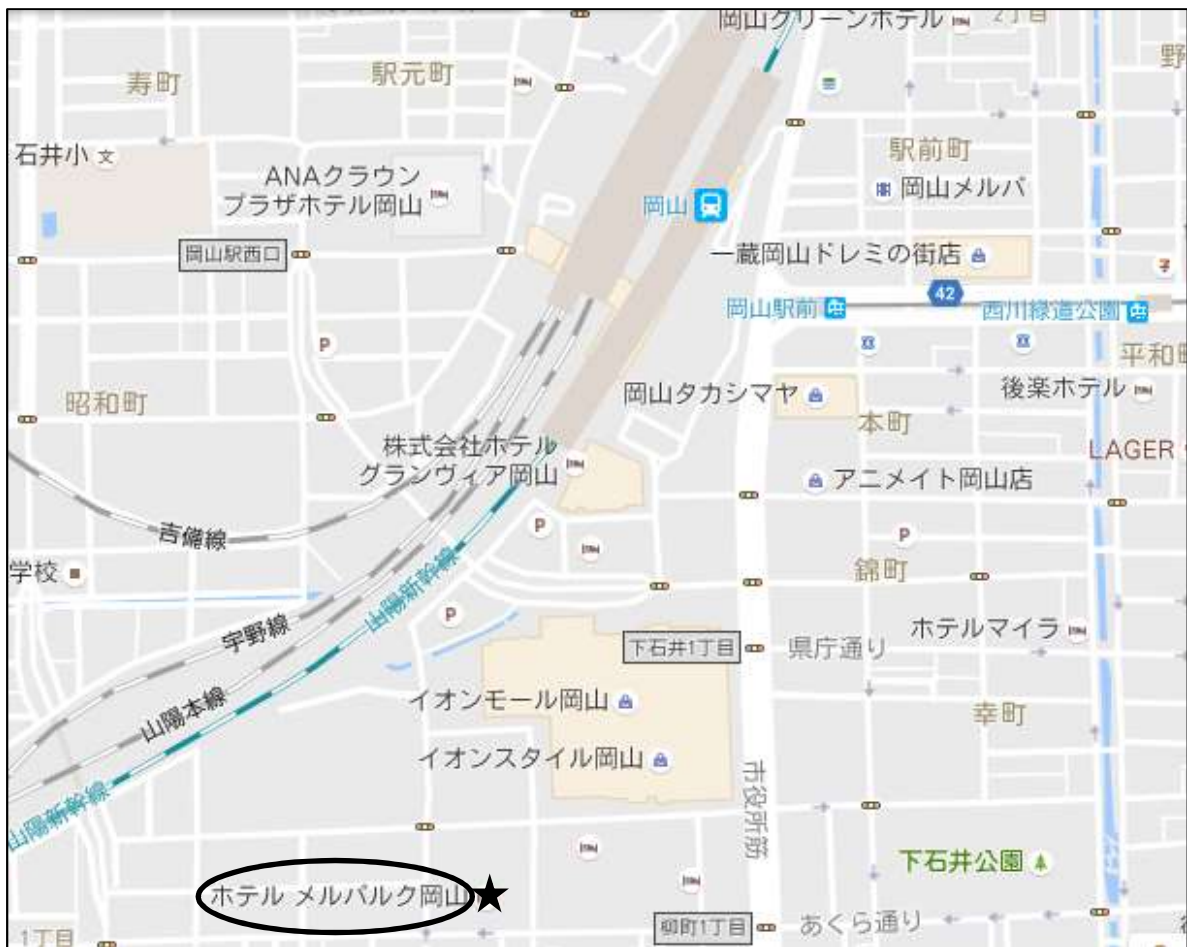 岡山グリーンホテル
2丁目
野
駅元町
寿町
石井小
文
ANAクラウン
プラザホテル岡山
駅前町
岡山メルパ
岡山
岡山駅西口
一蔵岡山ドレミの街店
42
岡山駅前
西川緑道公園
P
平和町
後楽ホテル
岡山タカシマヤ
昭和町
本町
株式会社ホテル
グランヴィア岡山
LAGER
アニメイト岡山店
吉備線
P
P
学校
山陽新幹線
錦町
P
宇野線
ホテルマイラ
下石井1丁目
県庁通り
山陽本線
イオンモール岡山
幸町
イオンスタイル岡山
山陽新幹線
市役所筋
下石井公園
ホテル メルパルク岡山
柳町1丁目
あくら通り
1丁目